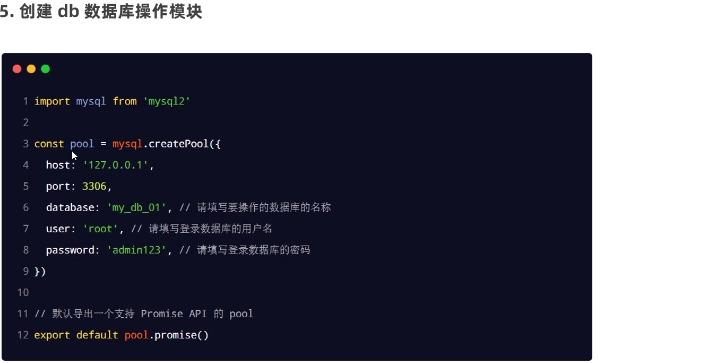 5. 创建 db 数据库操作模块
1 import mysql from 'mysql2'
2
3 const pool = mysql.createPool({
4   host: '127.0.0.1',
5   port: 3306,
6   database: 'my_db_01', // 请填写要操作的数据库的名称
7   user: 'root', // 请填写登录数据库的用户名
8   password: 'admin123', // 请填写登录数据库的密码
9 })
10
11 // 默认导出一个支持 Promise API 的 pool
12 export default pool.promise()